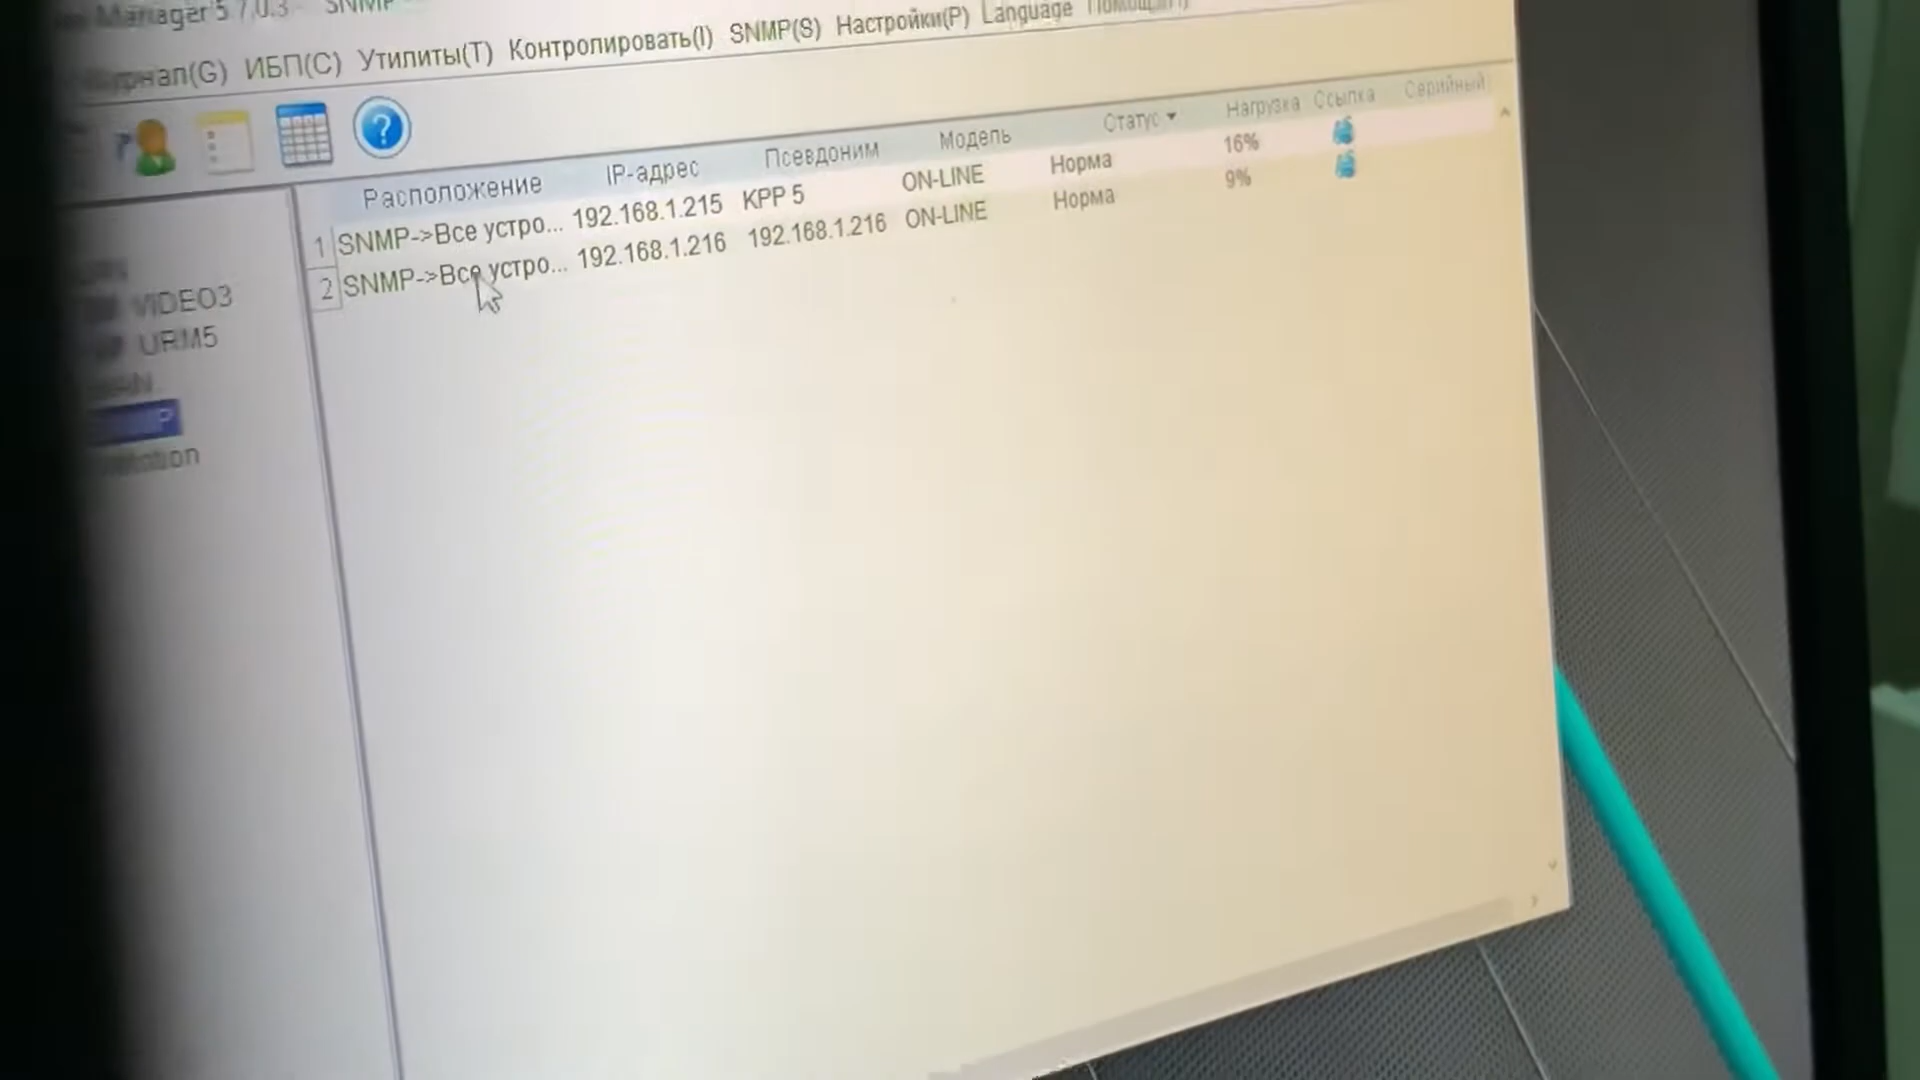 Manager 5.7.0.3 - SNMP
Журнал(G) ИБП(C) Утилиты(T) Контролировать(I) SNMP(S) Настройки(P) Language
Расположение IP-адрес Псевдоним Модель Статус Нагрузка Ссылка Серийный
1 SNMP->Все устро... 192.168.1.215 KPP 5 ON-LINE Норма 16%
2 SNMP->Все устро... 192.168.1.216 192.168.1.216 ON-LINE Норма 9%
VIDEO3
URM5